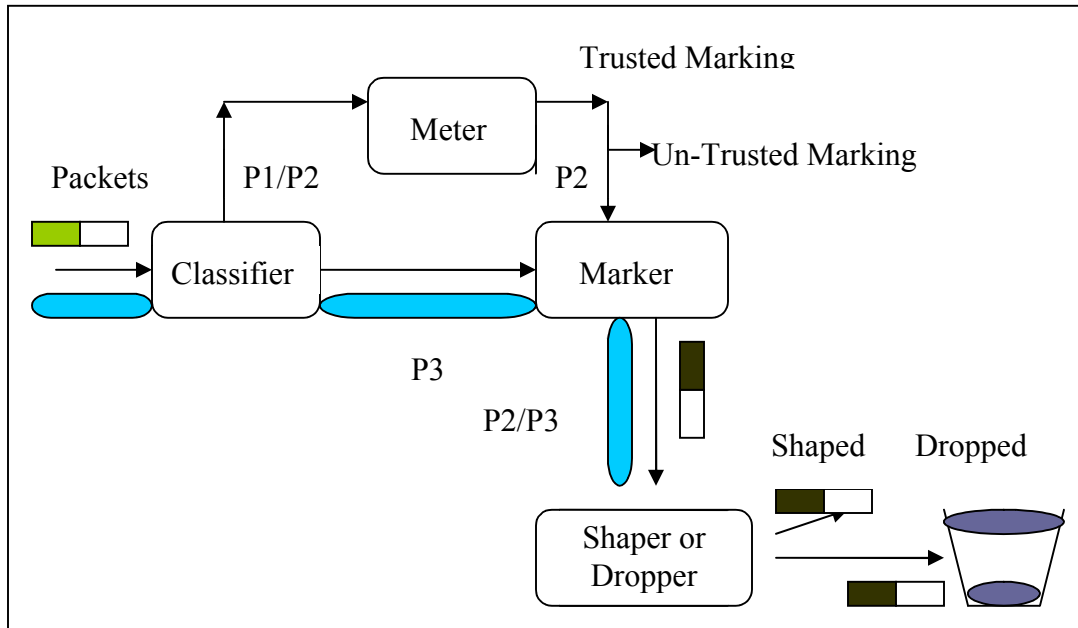 Trusted Marking
Meter
Un-Trusted Marking
Packets
P1/P2
P2
Classifier
Marker
P3
P2/P3
Shaped
Dropped
Shaper or
Dropper